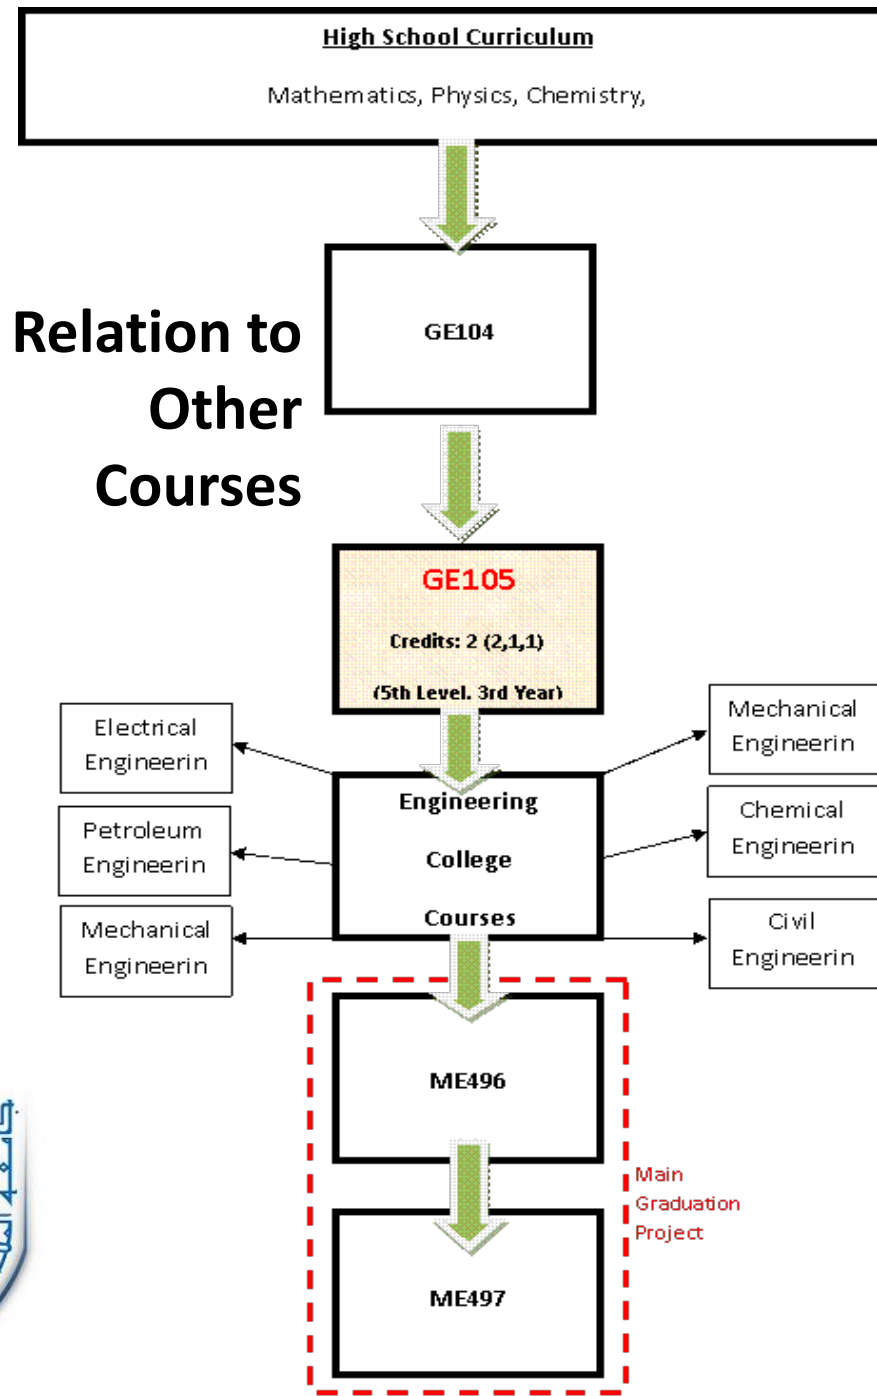 High School Curriculum
Mathematics, Physics, Chemistry,
Relation to
Other
Courses
GE104
GE105
Credits: 2 (2,1,1)
(5th Level. 3rd Year)
Electrical
Engineerin
Petroleum
Engineerin
Mechanical
Engineerin
Engineering
College
Courses
Mechanical
Engineerin
Chemical
Engineerin
Civil
Engineerin
ME496
Main
Graduation
Project
ME497